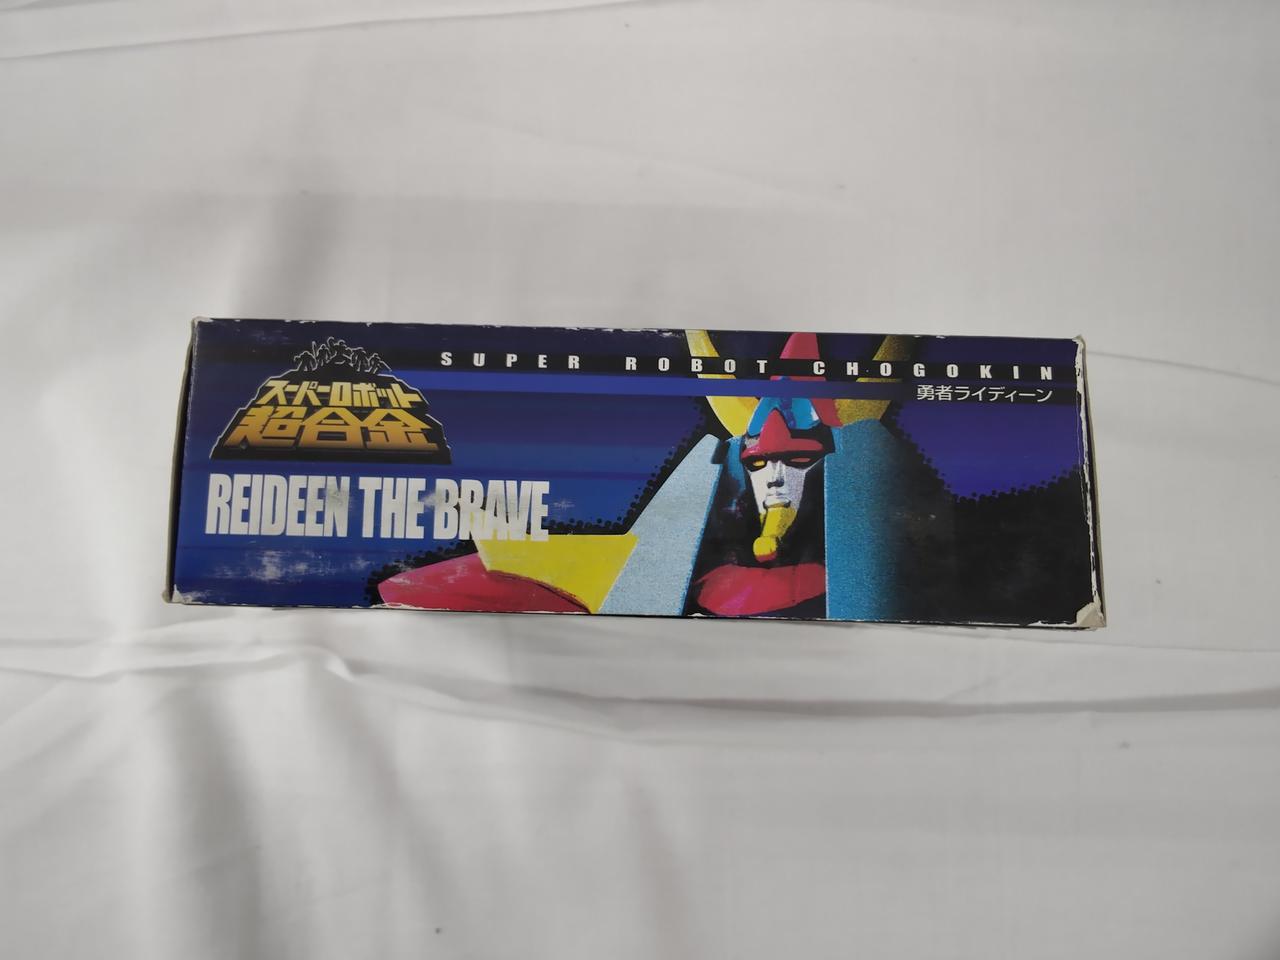 SUPER ROBOT CHOGOKIN
勇者ライディーン
スーパーロボット
超合金
REIDEEN THE BRAVE